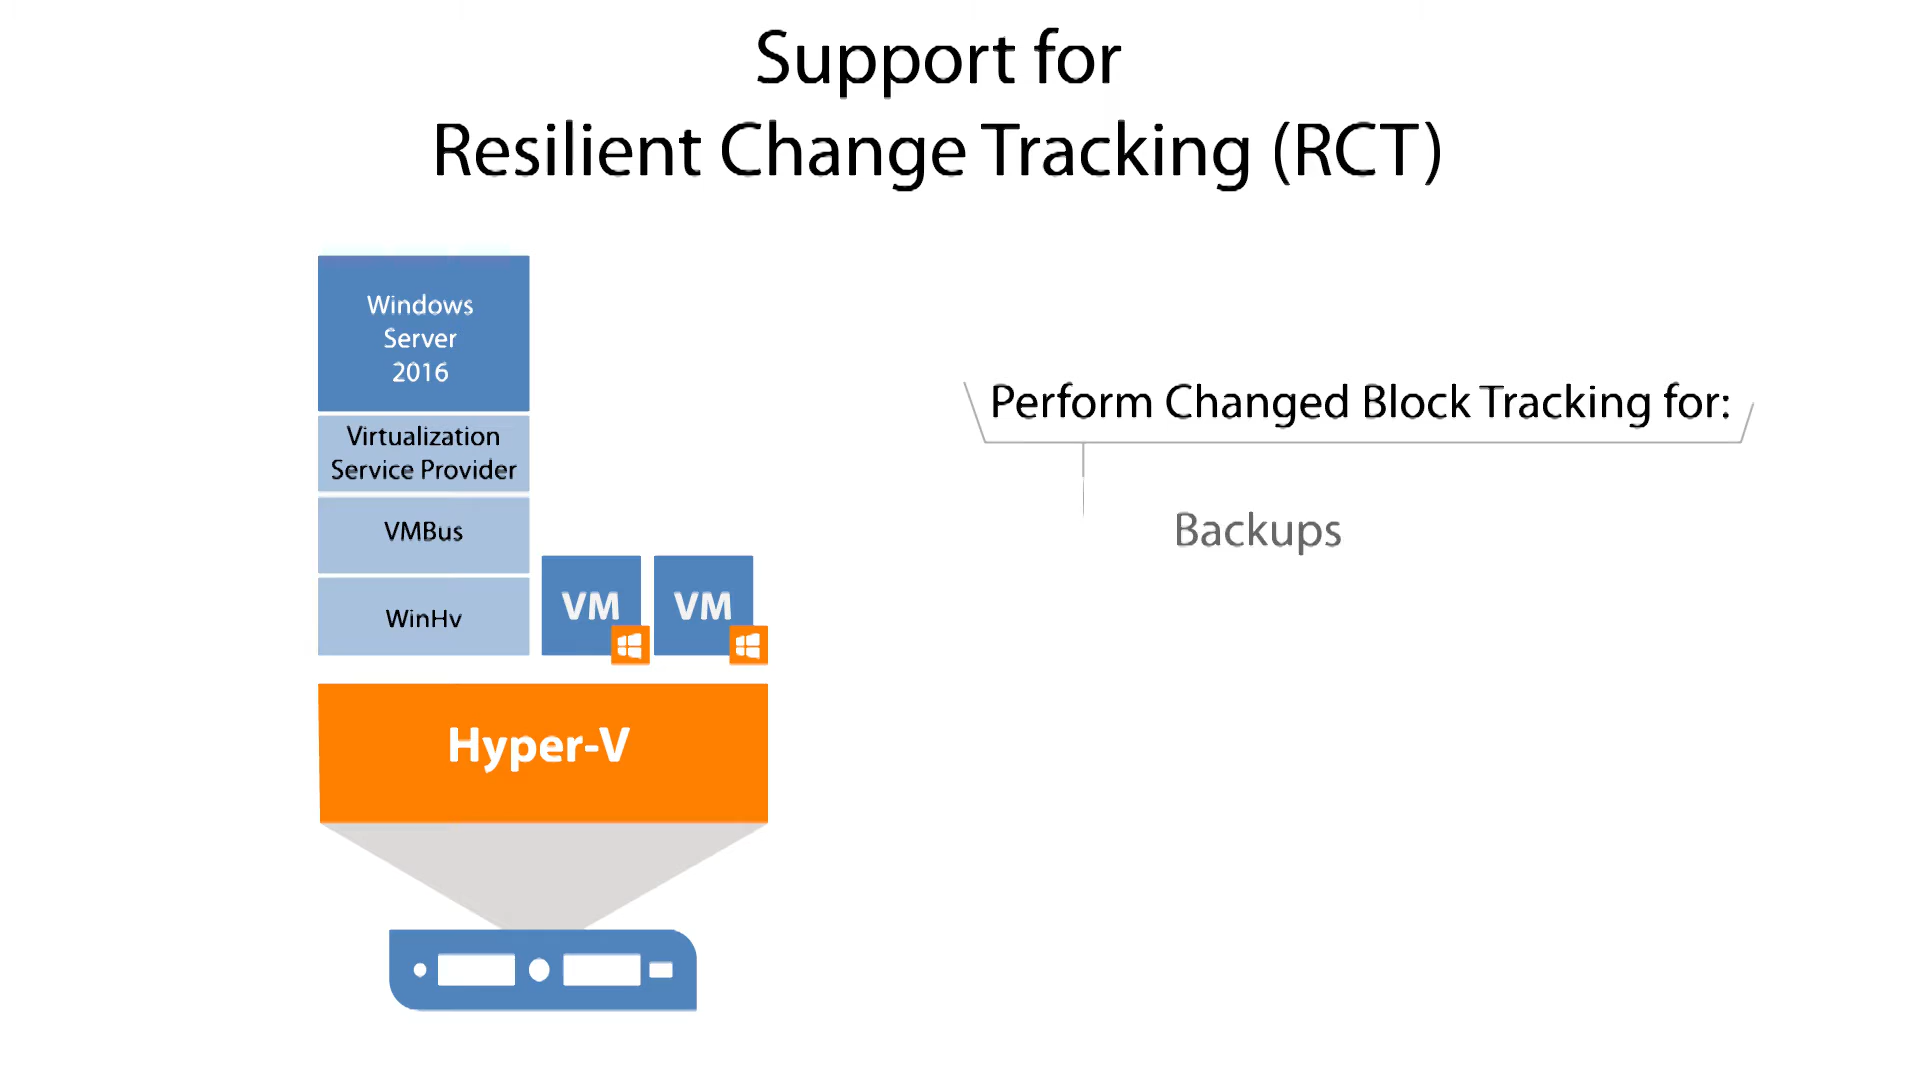 Support for
Resilient Change Tracking (RCT)
Windows
Server
2016
Virtualization
Service Provider
VMBus
WinHv
VM
VM
Hyper-V
Perform Changed Block Tracking for:
Backups